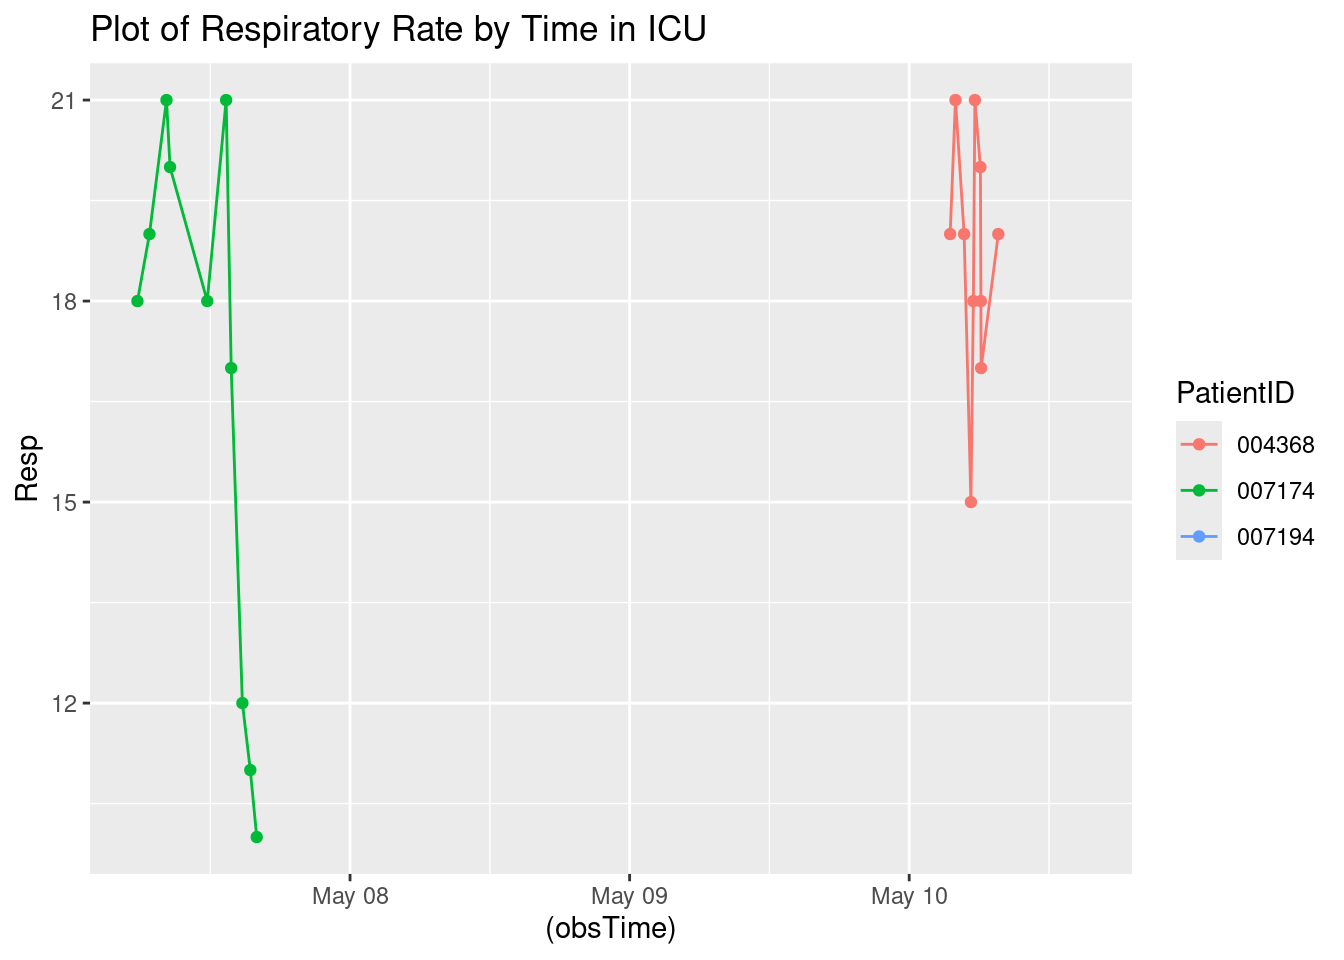 Plot of Respiratory Rate by Time in ICU
21
18
15
12
Resp
May 08
May 09
May 10
(obsTime)
PatientID
004368
007174
007194